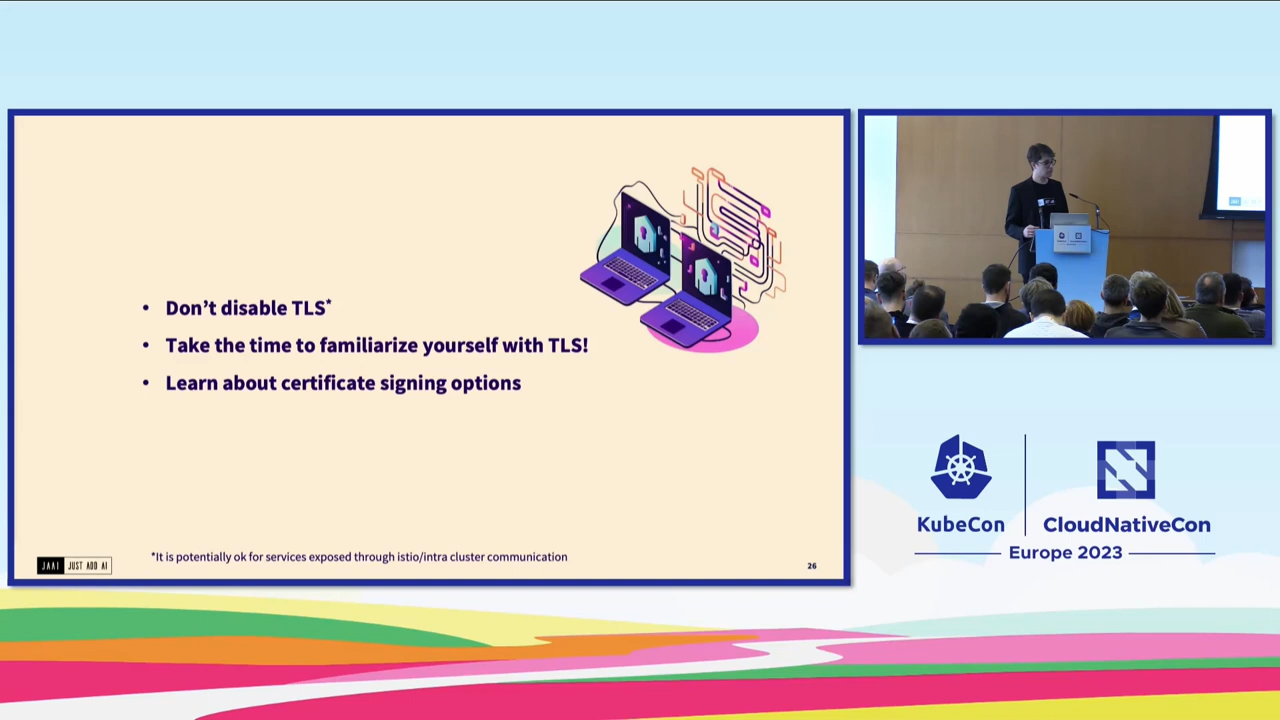 • Don’t disable TLS*
• Take the time to familiarize yourself with TLS!
• Learn about certificate signing options
*It is potentially ok for services exposed through istio/intra cluster communication
JAAI JUST ADD AI
26
KubeCon
CloudNativeCon
Europe 2023